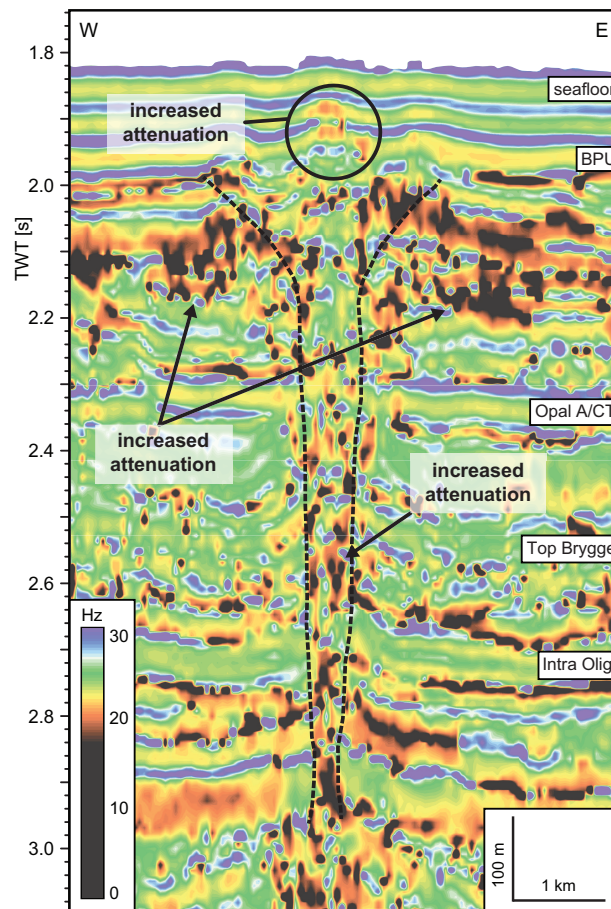 W
E
1.8
seafloor
increased
attenuation
BPU
2.0
TWT [s]
2.2
Opal A/CT
2.4
increased
attenuation
increased
attenuation
Top Brygge
2.6
Hz
30
Intra Olig
20
2.8
10
100 m
3.0
0
1 km